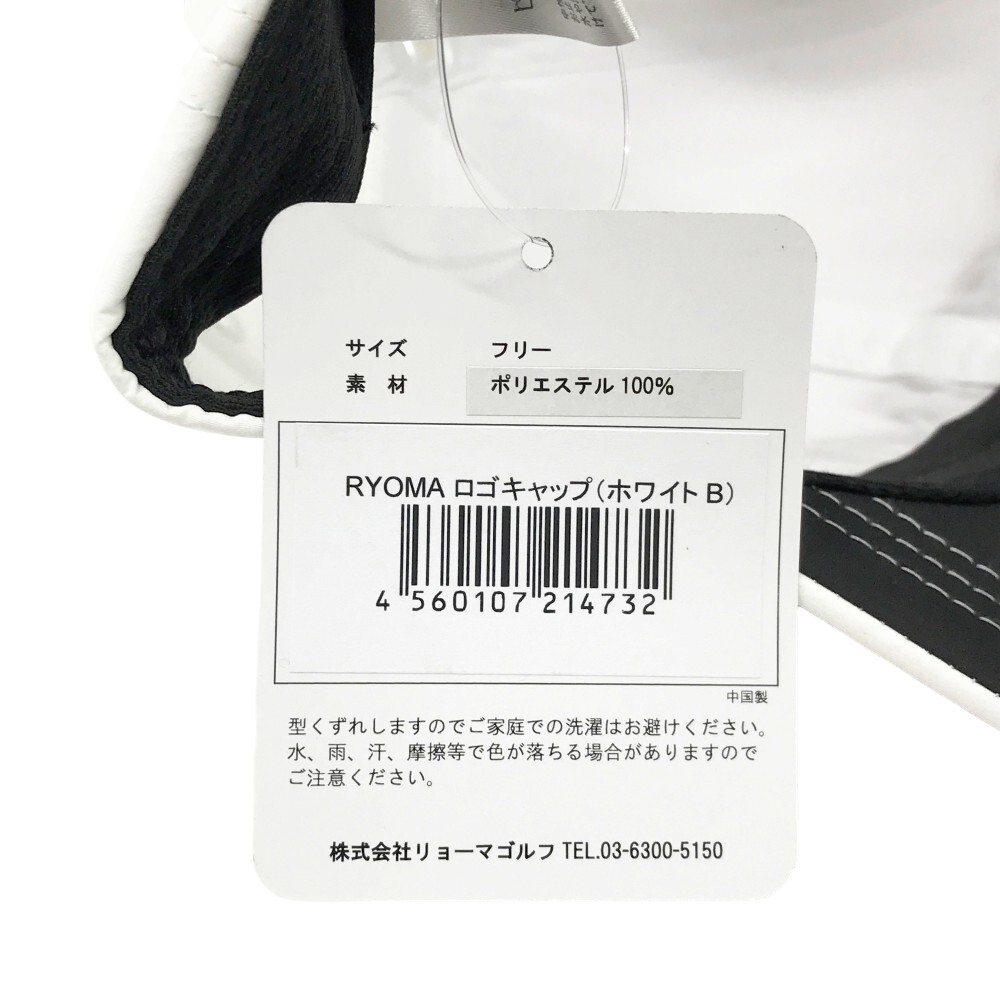 サイズ フリー
素 材 ポリエステル 100%
RYOMA ロゴキャップ(ホワイト B)
4 560107 214732
中国製
型くずれしますのでご家庭での洗濯はお避けください。
水、雨、汗、摩擦等で色が落ちる場合がありますので
ご注意ください。
株式会社リョーマゴルフ TEL.03-6300-5150